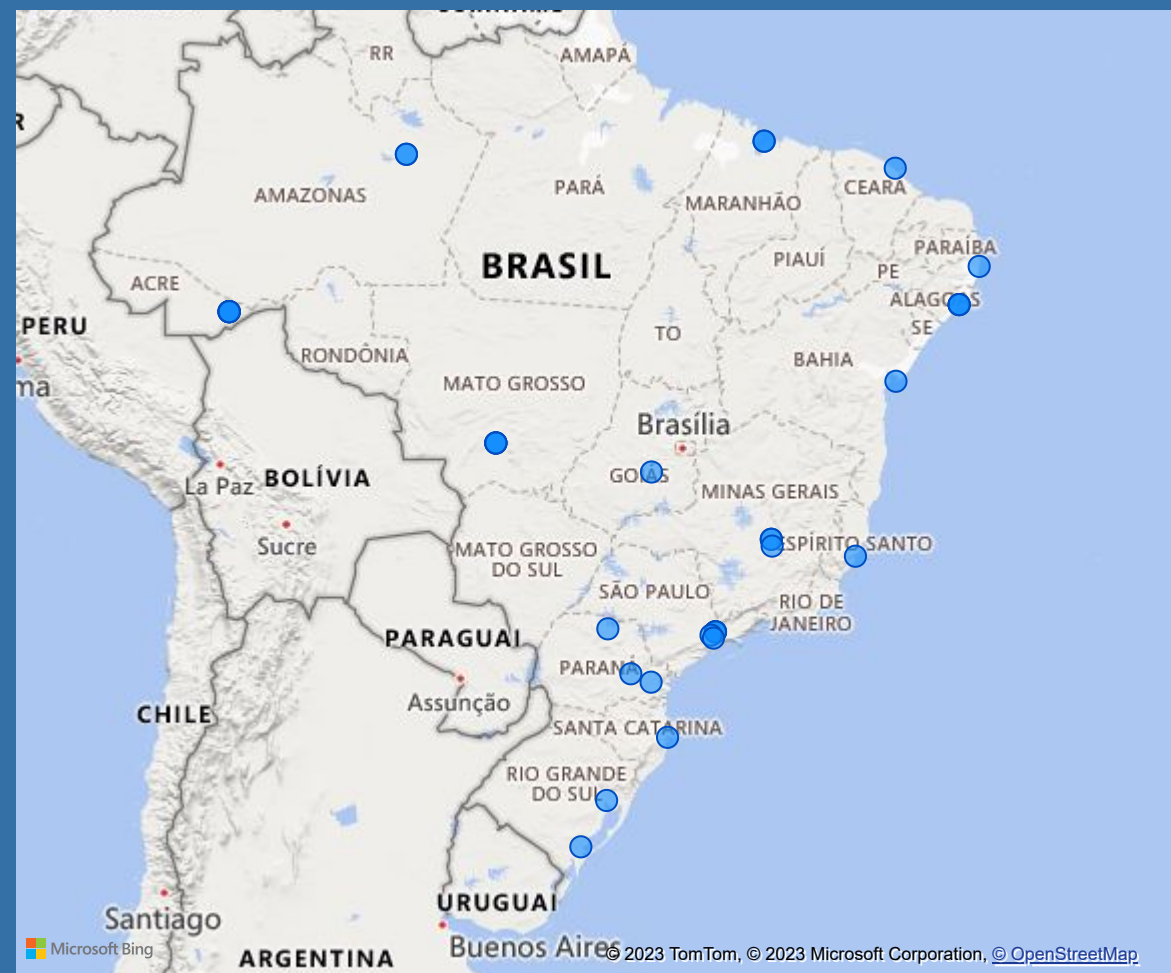 RR
AMAPÁ
AMAZONAS
PARÁ
MARANHÃO
CEARÁ
PARAÍBA
BRASIL
PIAUÍ
PE
ACRE
ALAGOAS
PERU
SE
TO
RONDÔNIA
BAHIA
MATO GROSSO
ma
Brasília
La Paz
BOLÍVIA
GOIÁS
MINAS GERAIS
Sucre
MATO GROSSO
DO SUL
ESPÍRITO SANTO
SÃO PAULO
RIO DE
JANEIRO
PARAGUAI
PARANÁ
Assunção
CHILE
SANTA CATARINA
RIO GRANDE
DO SUL
Santiago
URUGUAI
Buenos Aires
ARGENTINA
Microsoft Bing
© 2023 TomTom, © 2023 Microsoft Corporation, © OpenStreetMap